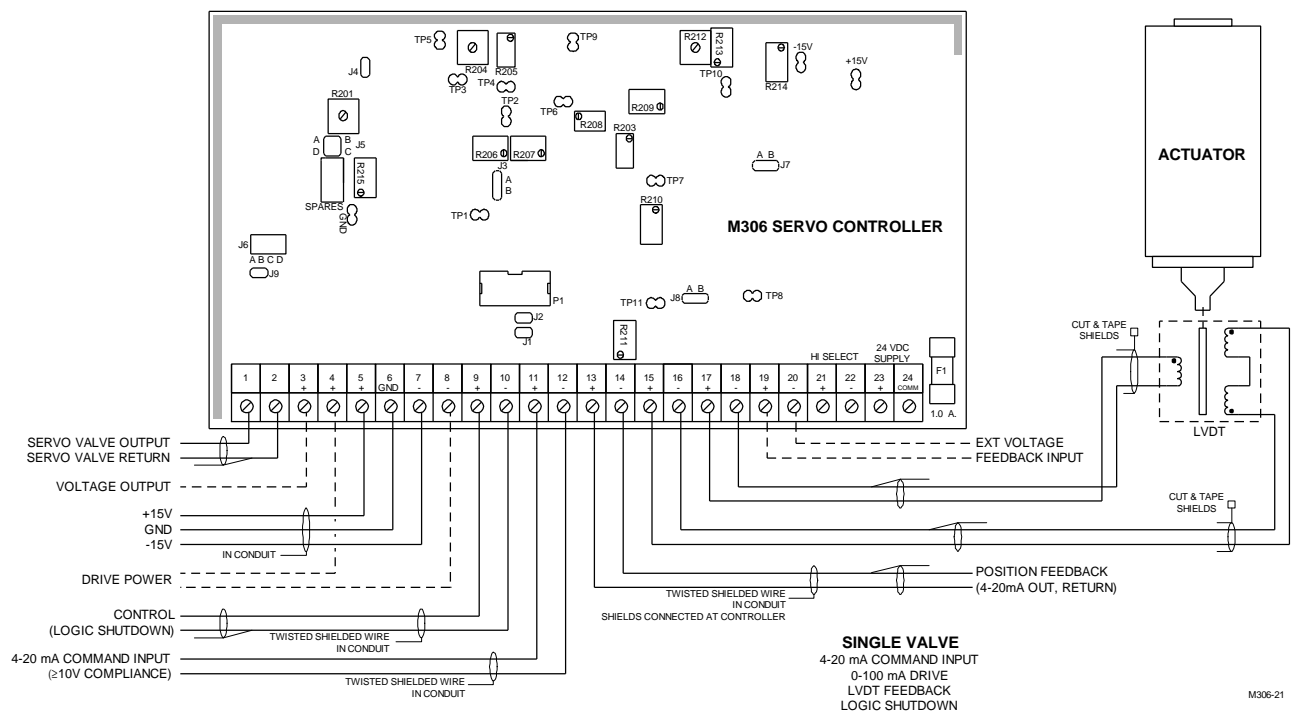 TP5
R204
R205
TP9
R212
R213
-15V
+15V
J4
TP3
TP4
TP10
R214
R201
TP2
TP6
R209
R208
R203
A B
D C
J5
R206
R207
A B
J7
ACTUATOR
R215
J3
A
B
TP7
SPARES
GND
TP1
R210
M306 SERVO CONTROLLER
J6
A B C D
J9
P1
TP11
J8
A B
TP8
J2
J1
R211
CUT & TAPE
SHIELDS
HI SELECT
24 VDC
SUPPLY
F1
1 2 3 4 5 6 7 8 9 10 11 12 13 14 15 16 17 18 19 20 21 22 23 24
+ + + GND - - + - + - + - + - + - + - + - + COMM
1.0 A.
LVDT
SERVO VALVE OUTPUT
SERVO VALVE RETURN
EXT VOLTAGE
FEEDBACK INPUT
VOLTAGE OUTPUT
CUT & TAPE
SHIELDS
+15V
GND
-15V
IN CONDUIT
DRIVE POWER
POSITION FEEDBACK
(4-20mA OUT, RETURN)
TWISTED SHIELDED WIRE
IN CONDUIT
SHIELDS CONNECTED AT CONTROLLER
CONTROL
(LOGIC SHUTDOWN)
TWISTED SHIELDED WIRE
IN CONDUIT
4-20 mA COMMAND INPUT
(≥10V COMPLIANCE)
TWISTED SHIELDED WIRE
IN CONDUIT
SINGLE VALVE
4-20 mA COMMAND INPUT
0-100 mA DRIVE
LVDT FEEDBACK
LOGIC SHUTDOWN
M306-21